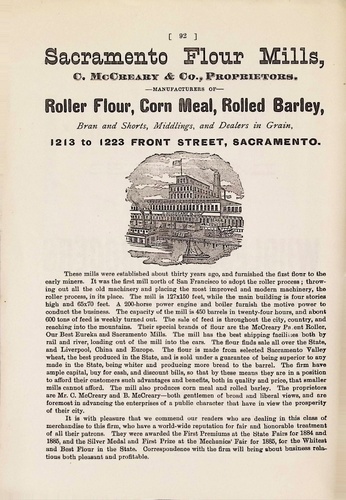 [ 92 ]
Sacramento Flour Mills,
C. McCREARY & CO., PROPRIETORS.
—MANUFACTURERS OF—
Roller Flour, Corn Meal, Rolled Barley,
Bran and Shorts, Middlings, and Dealers in Grain,
1213 to 1223 FRONT STREET, SACRAMENTO.
These mills were established about thirty years ago, and furnished the first flour to the
early miners. It was the first mill north of San Francisco to adopt the roller process; throw-
ing out all the old machinery and placing the most improved and modern machinery, the
roller process, in its place. The mill is 127x150 feet, while the main building is four stories
high and 65x70 feet. A 200-horse power engine and boiler furnish the motive power to
conduct the business. The capacity of the mill is 450 barrels in twenty-four hours, and about
600 tons of feed is weekly turned out. The sale of feed is throughout the city, country, and
reaching into the mountains. Their special brands of flour are the McCreary Pa ent Roller,
Our Best Eureka and Sacramento Mills. The mill has the best shipping facilities both by
rail and river, loading out of the mill into the cars. The flour finds sale all over the State,
and Liverpool, China and Europe. The flour is made from selected Sacramento Valley
wheat, the best produced in the State, and is sold under a guarantee of being superior to any
made in the State, being whiter and producing more bread to the barrel. The firm have
ample capital, buy for cash, and discount bills, so that by these means they are in a position
to afford their customers such advantages and benefits, both in quality and price, that smaller
mills cannot afford. The mill also produces corn meal and rolled barley. The proprietors
are Mr. C. McCreary and B. McCreary—both gentlemen of broad and liberal views, and are
foremost in advancing the enterprises of a public character that have in view the prosperity
of their city.
It is with pleasure that we commend our readers who are dealing in this class of
merchandise to this firm, who have a world-wide reputation for fair and honorable treatment
of all their patrons. They were awarded the First Premiums at the State Fairs for 1884 and
1885, and the Silver Medal and First Prize at the Mechanics' Fair for 1885, for the Whitest
and Best Flour in the State. Correspondence with the firm will bring about business rela-
tions both pleasant and profitable.